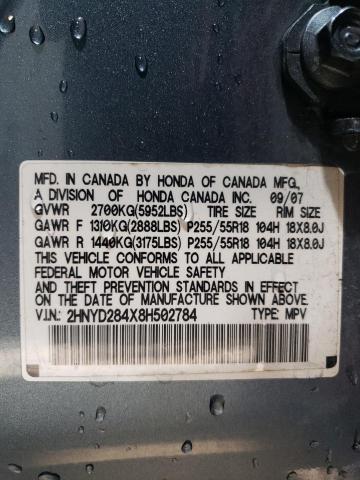 MFD. IN CANADA BY HONDA OF CANADA MFG.,
A DIVISION OF HONDA CANADA INC. 09/07
GVWR 2700KG(5952LBS) TIRE SIZE RIM SIZE
GAWR F 1310KG(2888LBS) P255/55R18 104H 18X8.0J
GAWR R 1440KG(3175LBS) P255/55R18 104H 18X8.0J
THIS VEHICLE CONFORMS TO ALL APPLICABLE
FEDERAL MOTOR VEHICLE SAFETY
AND THEFT PREVENTION STANDARDS IN EFFECT
ON THE DATE OF MANUFACTURE SHOWN ABOVE.
V.I.N.: 2HNYD284X8H502784 TYPE: MPV